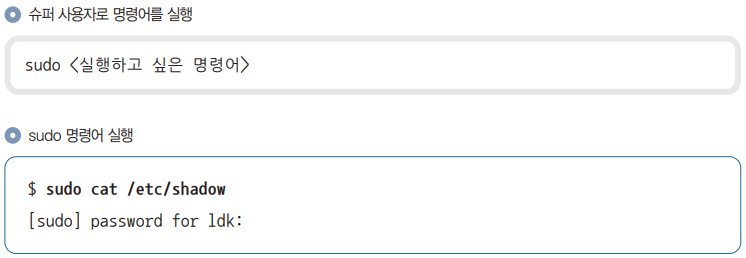 슈퍼 사용자로 명령어를 실행
sudo <실행하고 싶은 명령어>
sudo 명령어 실행
$ sudo cat /etc/shadow
[sudo] password for ldk: